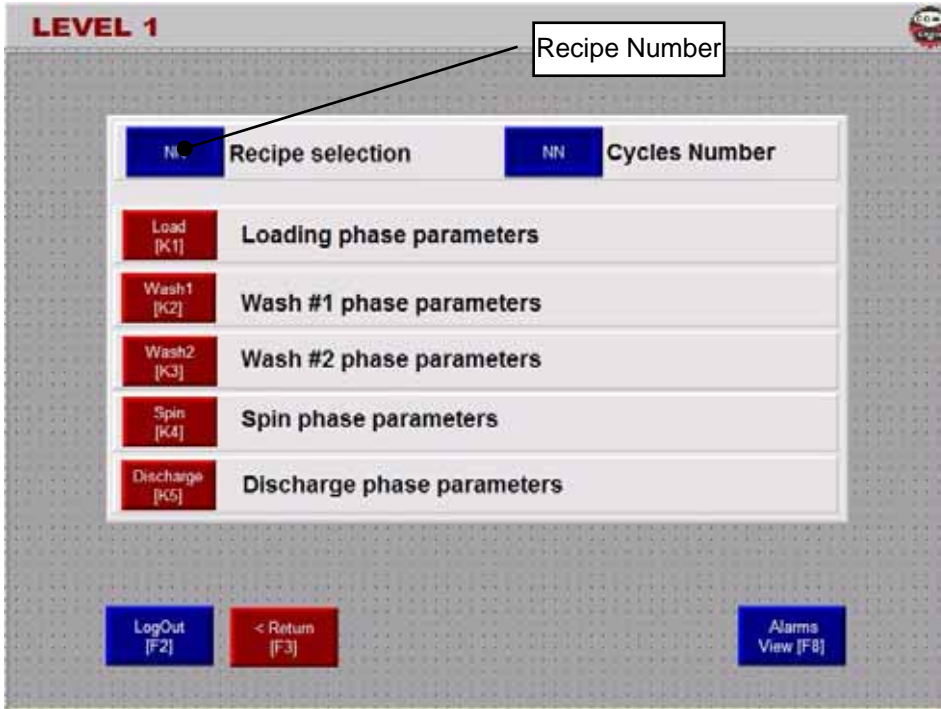 LEVEL 1
Recipe Number
Recipe selection
NN
Cycles Number
Load
[K1]
Loading phase parameters
Wash1
[K2]
Wash #1 phase parameters
Wash2
[K3]
Wash #2 phase parameters
Spin
[K4]
Spin phase parameters
Discharge
[K5]
Discharge phase parameters
LogOut
[F2]
< Return
[F3]
Alarms
View [F8]